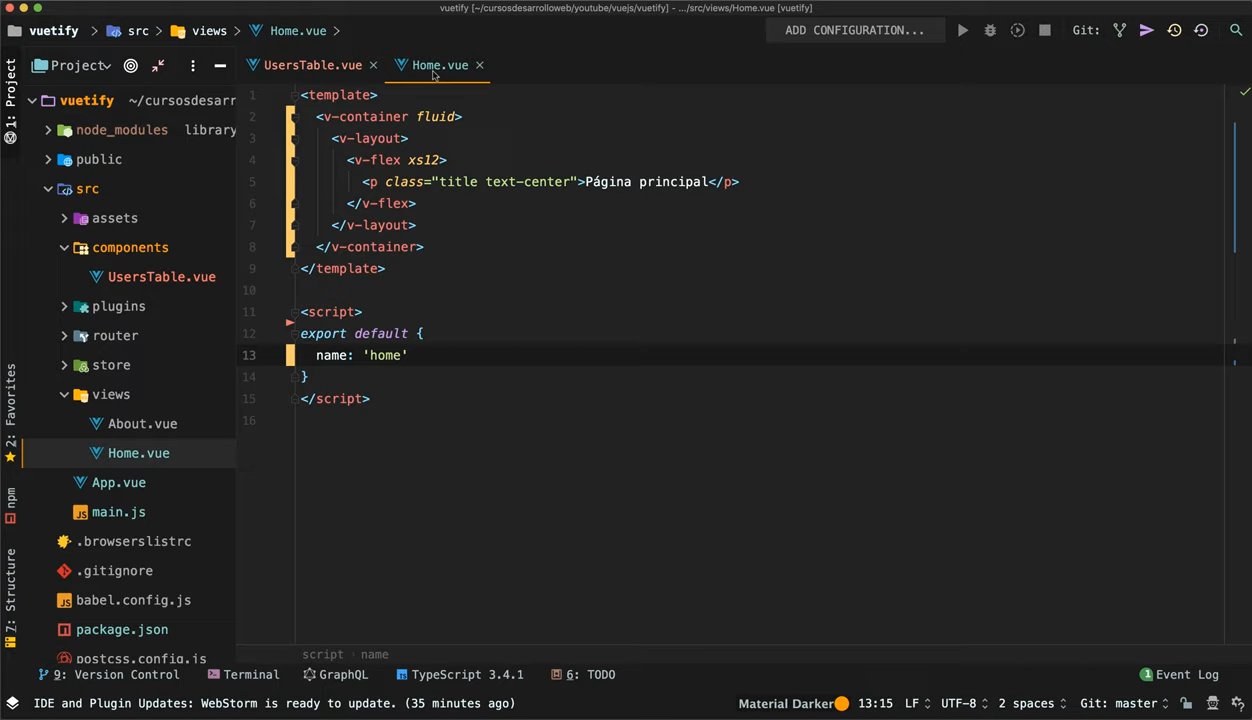 vuetify [~/cursosdesarrolloweb/youtube/vuejs/vuetify] - .../src/views/Home.vue [vuetify]
vuetify > src > views > Home.vue >
ADD CONFIGURATION...
Git:
1: Project
2: Favorites
npm
7: Structure
Project
UsersTable.vue
Home.vue
vuetify ~/cursosdesarr
node_modules library
public
src
assets
components
UsersTable.vue
plugins
router
store
views
About.vue
Home.vue
App.vue
main.js
.browserslistrc
.gitignore
babel.config.js
package.json
postcss.config.js
1 <template>
2 <v-container fluid>
3 <v-layout>
4 <v-flex xs12>
5 <p class="title text-center">Página principal</p>
6 </v-flex>
7 </v-layout>
8 </v-container>
9 </template>
10
11 <script>
12 export default {
13 name: 'home'
14 }
15 </script>
16
script > name
9: Version Control
Terminal
GraphQL
TypeScript 3.4.1
6: TODO
1 Event Log
IDE and Plugin Updates: WebStorm is ready to update. (35 minutes ago)
Material Darker
13:15
LF
UTF-8
2 spaces
Git: master